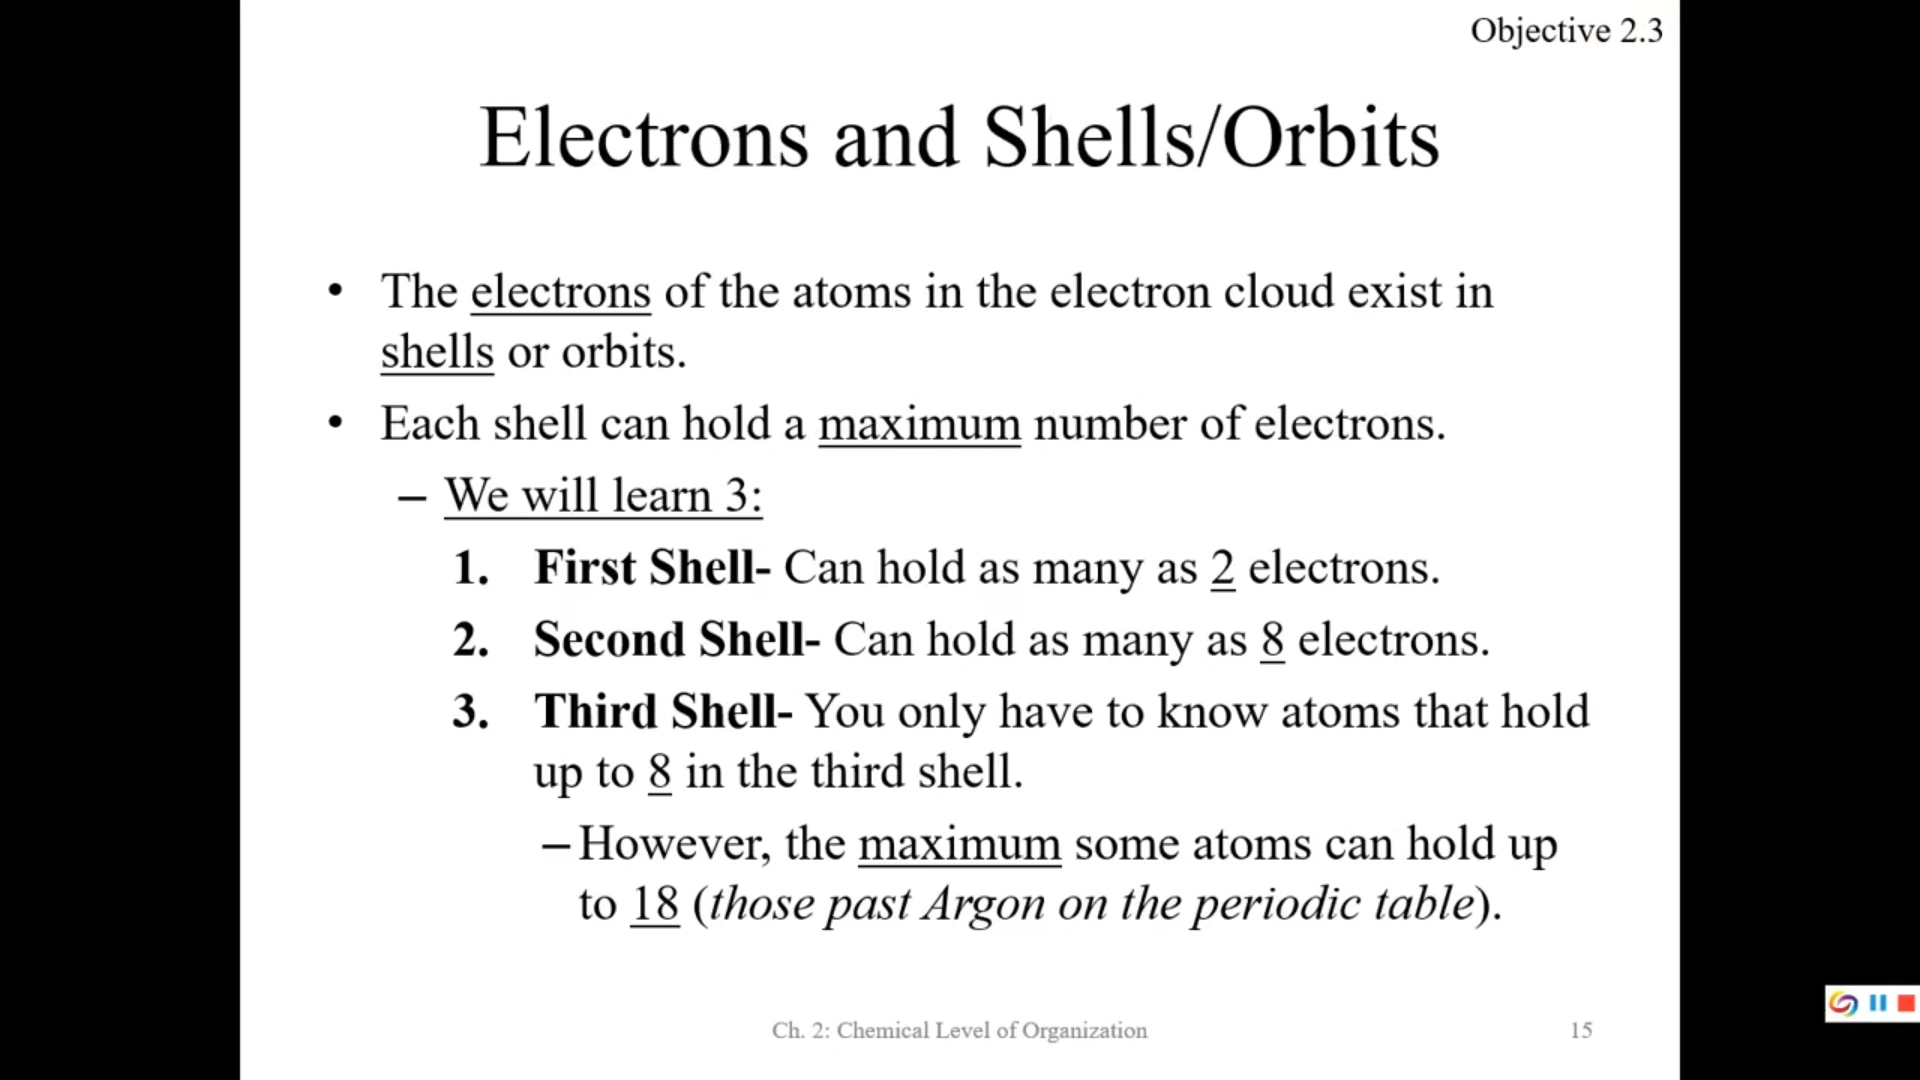 Objective 2.3
Electrons and Shells/Orbits
• The electrons of the atoms in the electron cloud exist in
shells or orbits.
• Each shell can hold a maximum number of electrons.
– We will learn 3:
1. First Shell- Can hold as many as 2 electrons.
2. Second Shell- Can hold as many as 8 electrons.
3. Third Shell- You only have to know atoms that hold
up to 8 in the third shell.
– However, the maximum some atoms can hold up
to 18 (those past Argon on the periodic table).
Ch. 2: Chemical Level of Organization
15